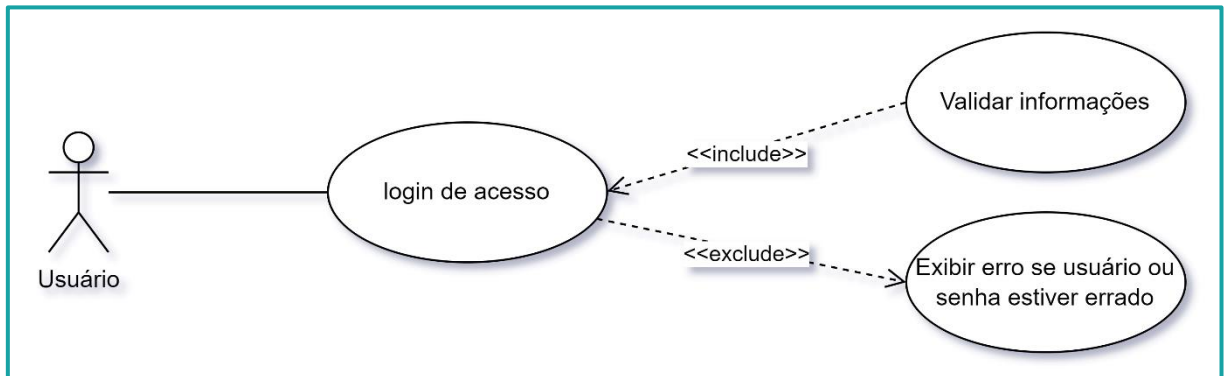 Validar informações
<<include>>
login de acesso
<<exclude>>
Usuário
Exibir erro se usuário ou
senha estiver errado